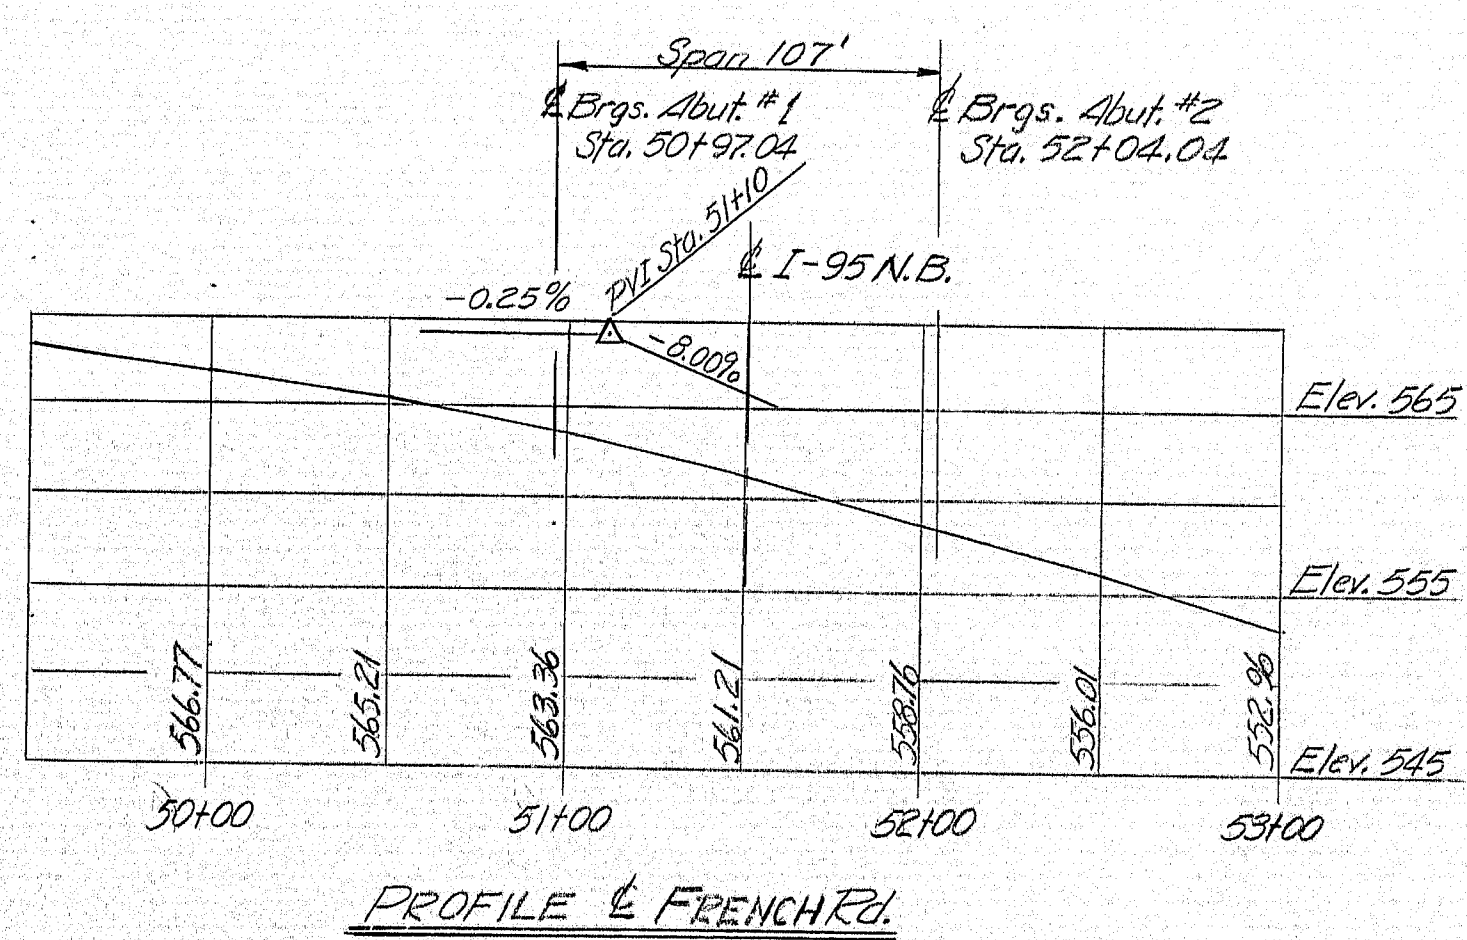 Span 107'
℄ Brgs. Abut. #1
Sta. 50+97.04
℄ Brgs. Abut. #2
Sta. 52+04.04
PVI Sta. 51+10
℄ I-95 N.B.
-0.25%
-8.00%
Elev. 565
Elev. 555
Elev. 545
566.77
565.21
563.36
561.21
558.76
556.01
552.96
50+00
51+00
52+00
53+00
PROFILE ℄ FRENCH Rd.